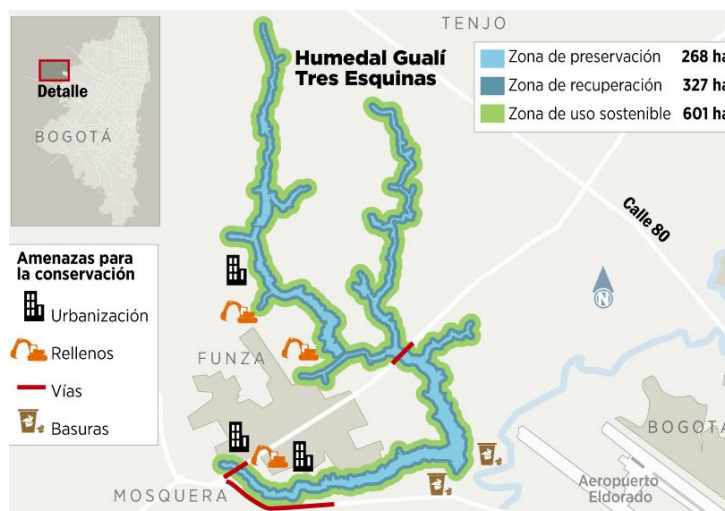 TENJO
Humedal Gualí
Tres Esquinas
Zona de preservación 268 ha
Zona de recuperación 327 ha
Zona de uso sostenible 601 ha
Detalle
BOGOTÁ
Calle 80
Amenazas para
la conservación
Urbanización
Rellenos
Vías
Basuras
N
FUNZA
MOSQUERA
BOGOTÁ
Aeropuerto
Eldorado